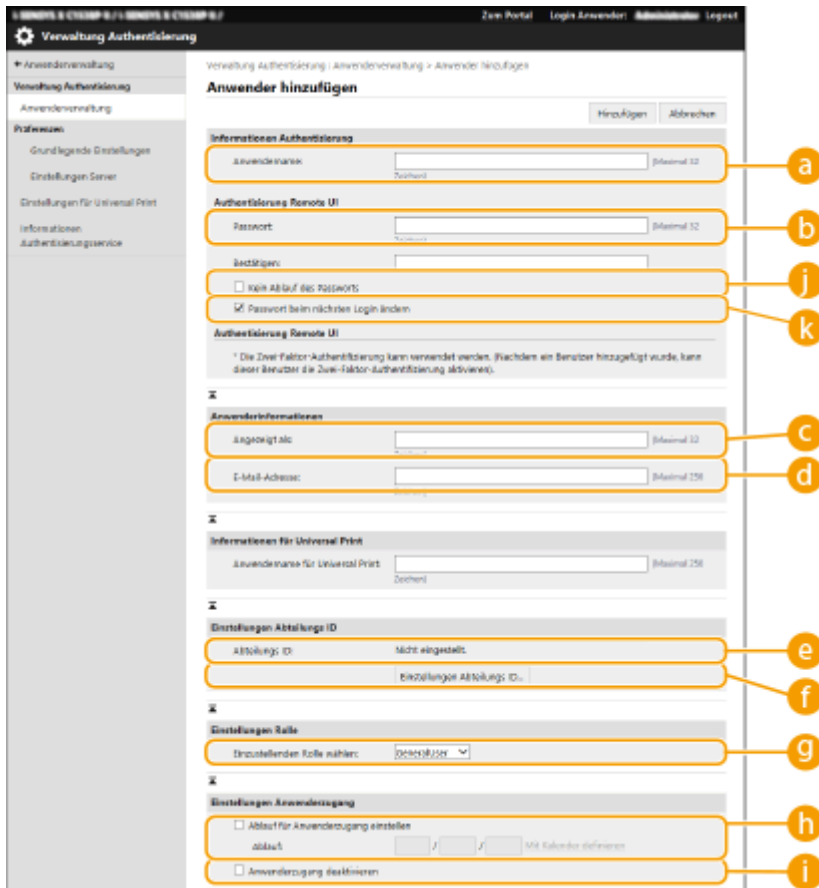 Zum Portal Login Anwender: Logout
Verwaltung Authentisierung
Anwenderverwaltung
Verwaltung Authentisierung : Anwenderverwaltung > Anwender hinzufügen
Verwaltung Authentisierung
Anwender hinzufügen
Anwenderverwaltung
Hinzufügen Abbrechen
Präferenzen
Grundlegende Einstellungen
Einstellungen Server
Einstellungen für Universal Print
Informationen
Authentisierungsservice
Informationen Authentisierung
Anwendername: (Maximal 32
Zeichen)
a
Authentisierung Remote UI
Passwort: (Maximal 32
b
Bestätigen:
Kein Ablauf des Passworts
j
Passwort beim nächsten Login ändern
k
Authentisierung Remote UI
* Die Zwei-Faktor-Authentifizierung kann verwendet werden. (Nachdem ein Benutzer hinzugefügt wurde, kann
dieser Benutzer die Zwei-Faktor-Authentifizierung aktivieren).
Anwenderinformationen
Angezeigt als: (Maximal 32
c
E-Mail-Adresse: (Maximal 256
d
Informationen für Universal Print
Anwendername für Universal Print: (Maximal 256
Zeichen)
Einstellungen Abteilungs ID
Abteilungs ID: Nicht eingestellt.
e
Einstellungen Abteilungs ID...
f
Einstellungen Rolle
Einzustellenden Rolle wählen: GeneralUser
g
Einstellungen Anwenderzugang
Ablauf für Anwenderzugang einstellen
h
Ablauf: / / Mit Kalender definieren
Anwenderzugang deaktivieren
i